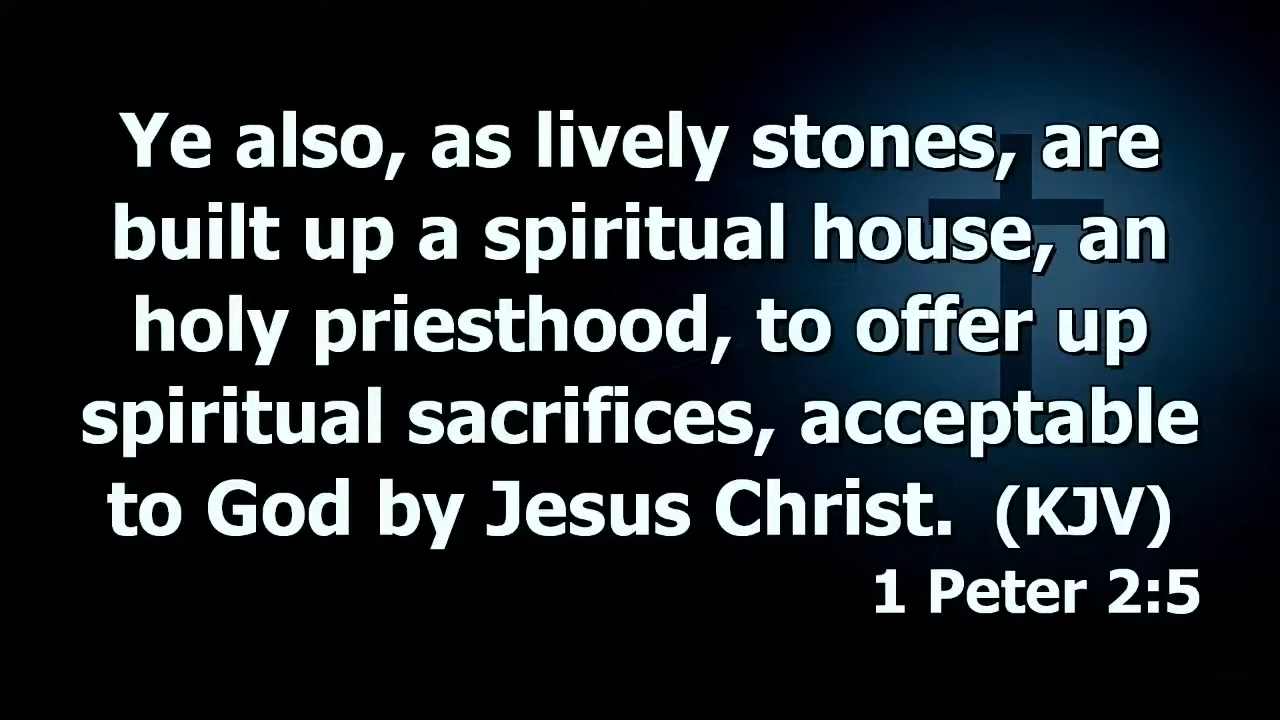 Ye also, as lively stones, are
built up a spiritual house, an
holy priesthood, to offer up
spiritual sacrifices, acceptable
to God by Jesus Christ. (KJV)
1 Peter 2:5